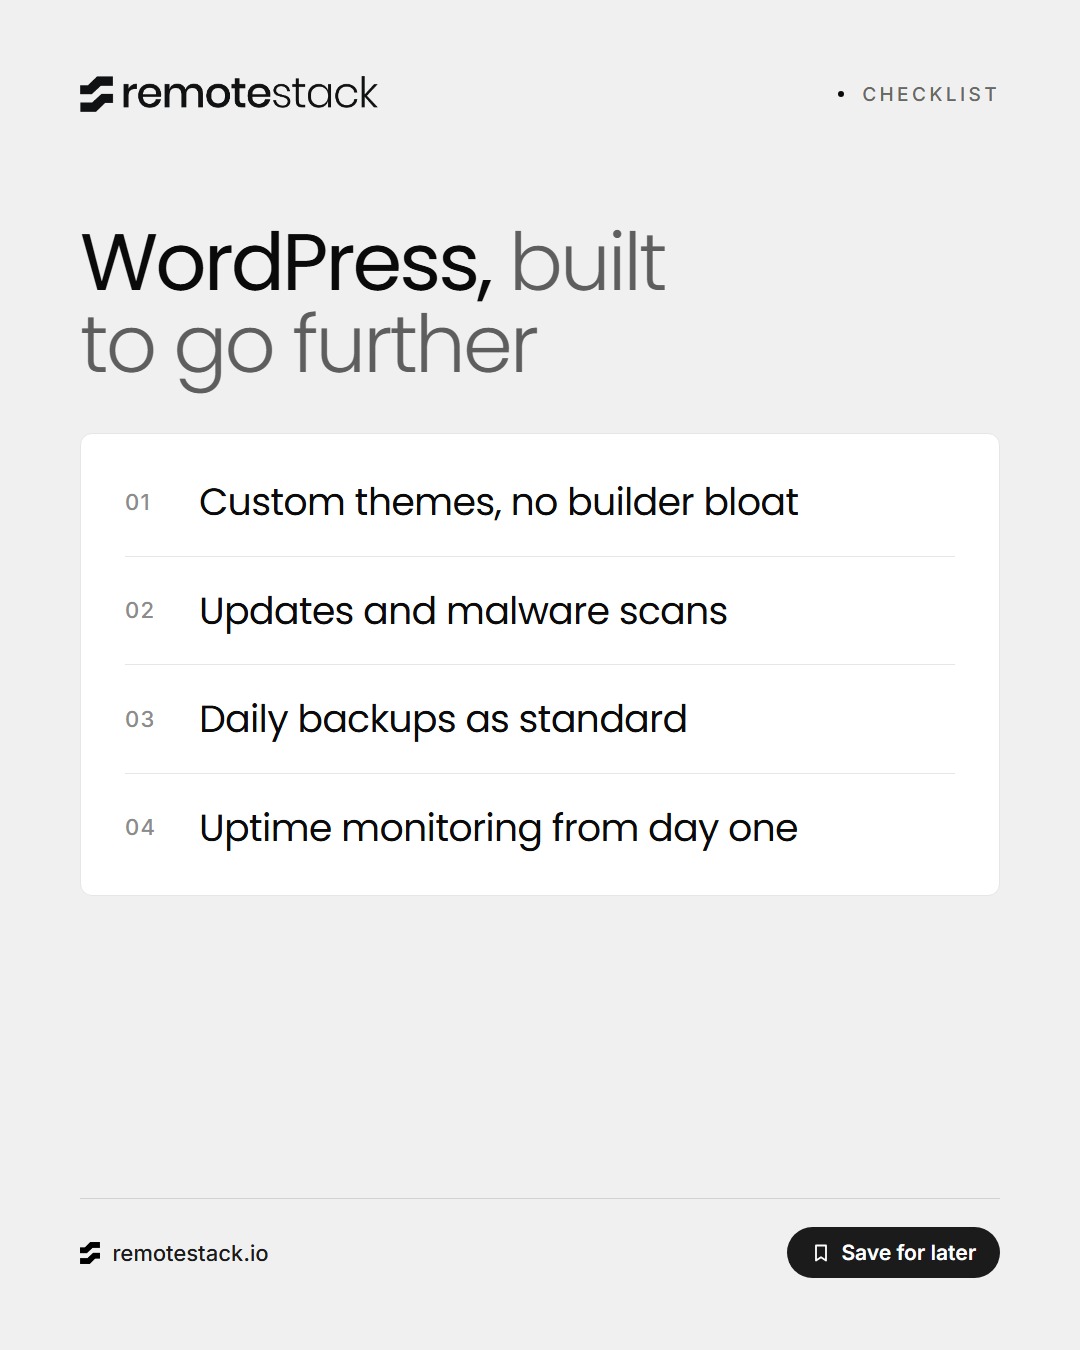 remotestack
• CHECKLIST
WordPress, built
to go further
01 Custom themes, no builder bloat
02 Updates and malware scans
03 Daily backups as standard
04 Uptime monitoring from day one
remotestack.io
Save for later